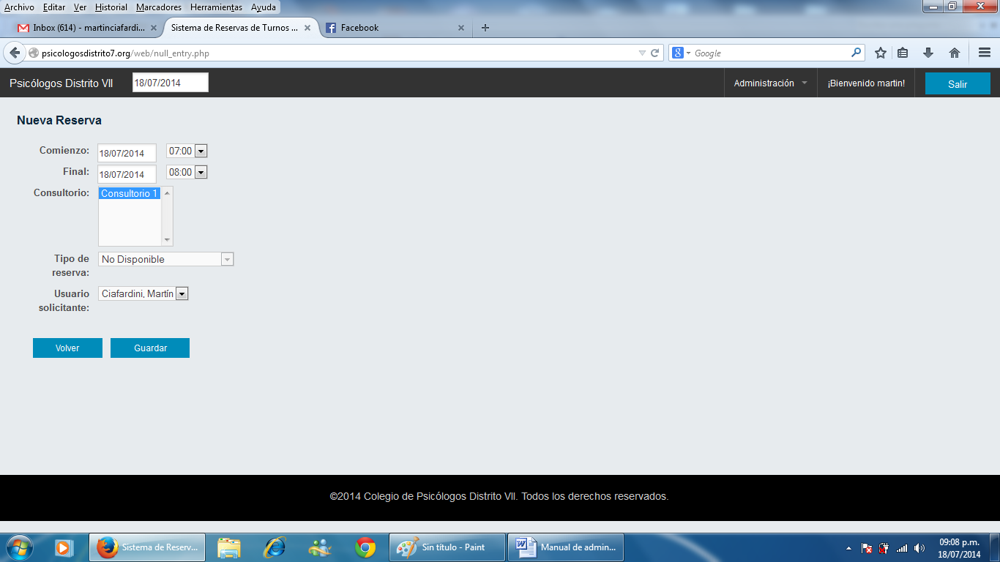 Archivo Editar Ver Historial Marcadores Herramientas Ayuda
Inbox (614) - martinciafardi... Sistema de Reservas de Turnos ... Facebook
psicologosdistrito7.org/web/null_entry.php Google
Psicólogos Distrito VII 18/07/2014 Administración ¡Bienvenido martin! Salir
Nueva Reserva
Comienzo: 18/07/2014 07:00
Final: 18/07/2014 08:00
Consultorio: Consultorio 1
Tipo de No Disponible
reserva:
Usuario Ciafardini, Martín
solicitante:
Volver Guardar
©2014 Colegio de Psicólogos Distrito VII. Todos los derechos reservados.
Sistema de Reserv... Sin título - Paint Manual de admin... 09:08 p.m.
18/07/2014